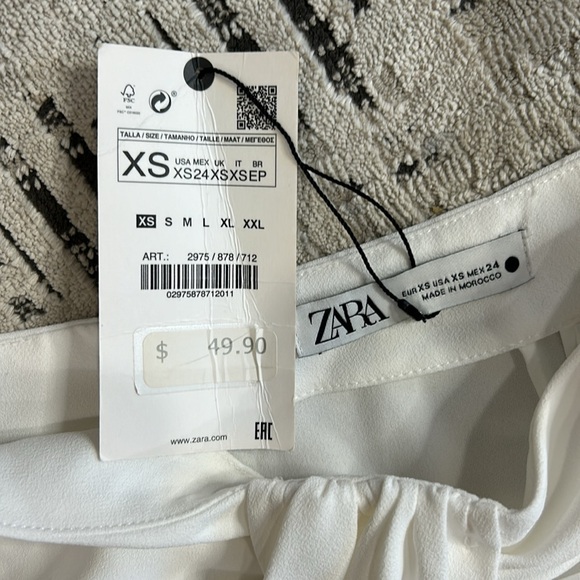 FSC
TALLA / SIZE / TAMANHO / TAILLE / MAAT / ΜΕΓΕΘΟΣ
XS
USA MEX UK IT BR
XS 24 XS XS EP
XS S M L XL XXL
ART.: 2975 / 878 / 712
02975878712011
$ 49.90
www.zara.com
EAC
ZARA
EUR XS USA XS MEX 24
MADE IN MOROCCO